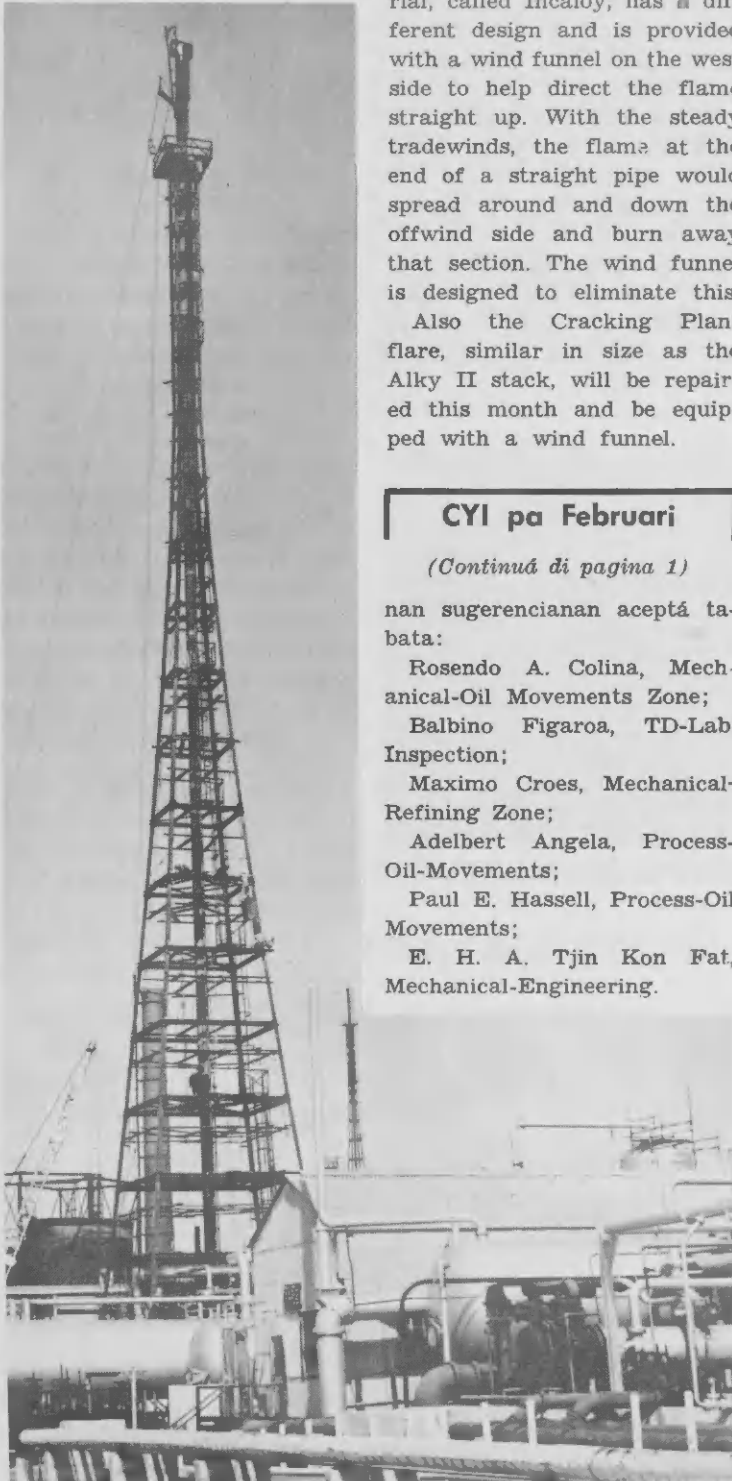 rial, called Incaloy, has a dif-
ferent design and is provided
with a wind funnel on the west
side to help direct the flame
straight up. With the steady
tradewinds, the flame at the
end of a straight pipe would
spread around and down the
offwind side and burn away
that section. The wind funnel
is designed to eliminate this.
Also the Cracking Plant
flare, similar in size as the
Alky II stack, will be repair-
ed this month and be equip-
ped with a wind funnel.
CYI pa Februari
(Continuá di pagina 1)
nan sugerencianan aceptá ta-
bata:
Rosendo A. Colina, Mech-
anical-Oil Movements Zone;
Balbino Figaroa, TD-Lab
Inspection;
Maximo Croes, Mechanical-
Refining Zone;
Adelbert Angela, Process-
Oil-Movements;
Paul E. Hassell, Process-Oil
Movements;
E. H. A. Tjin Kon Fat,
Mechanical-Engineering.